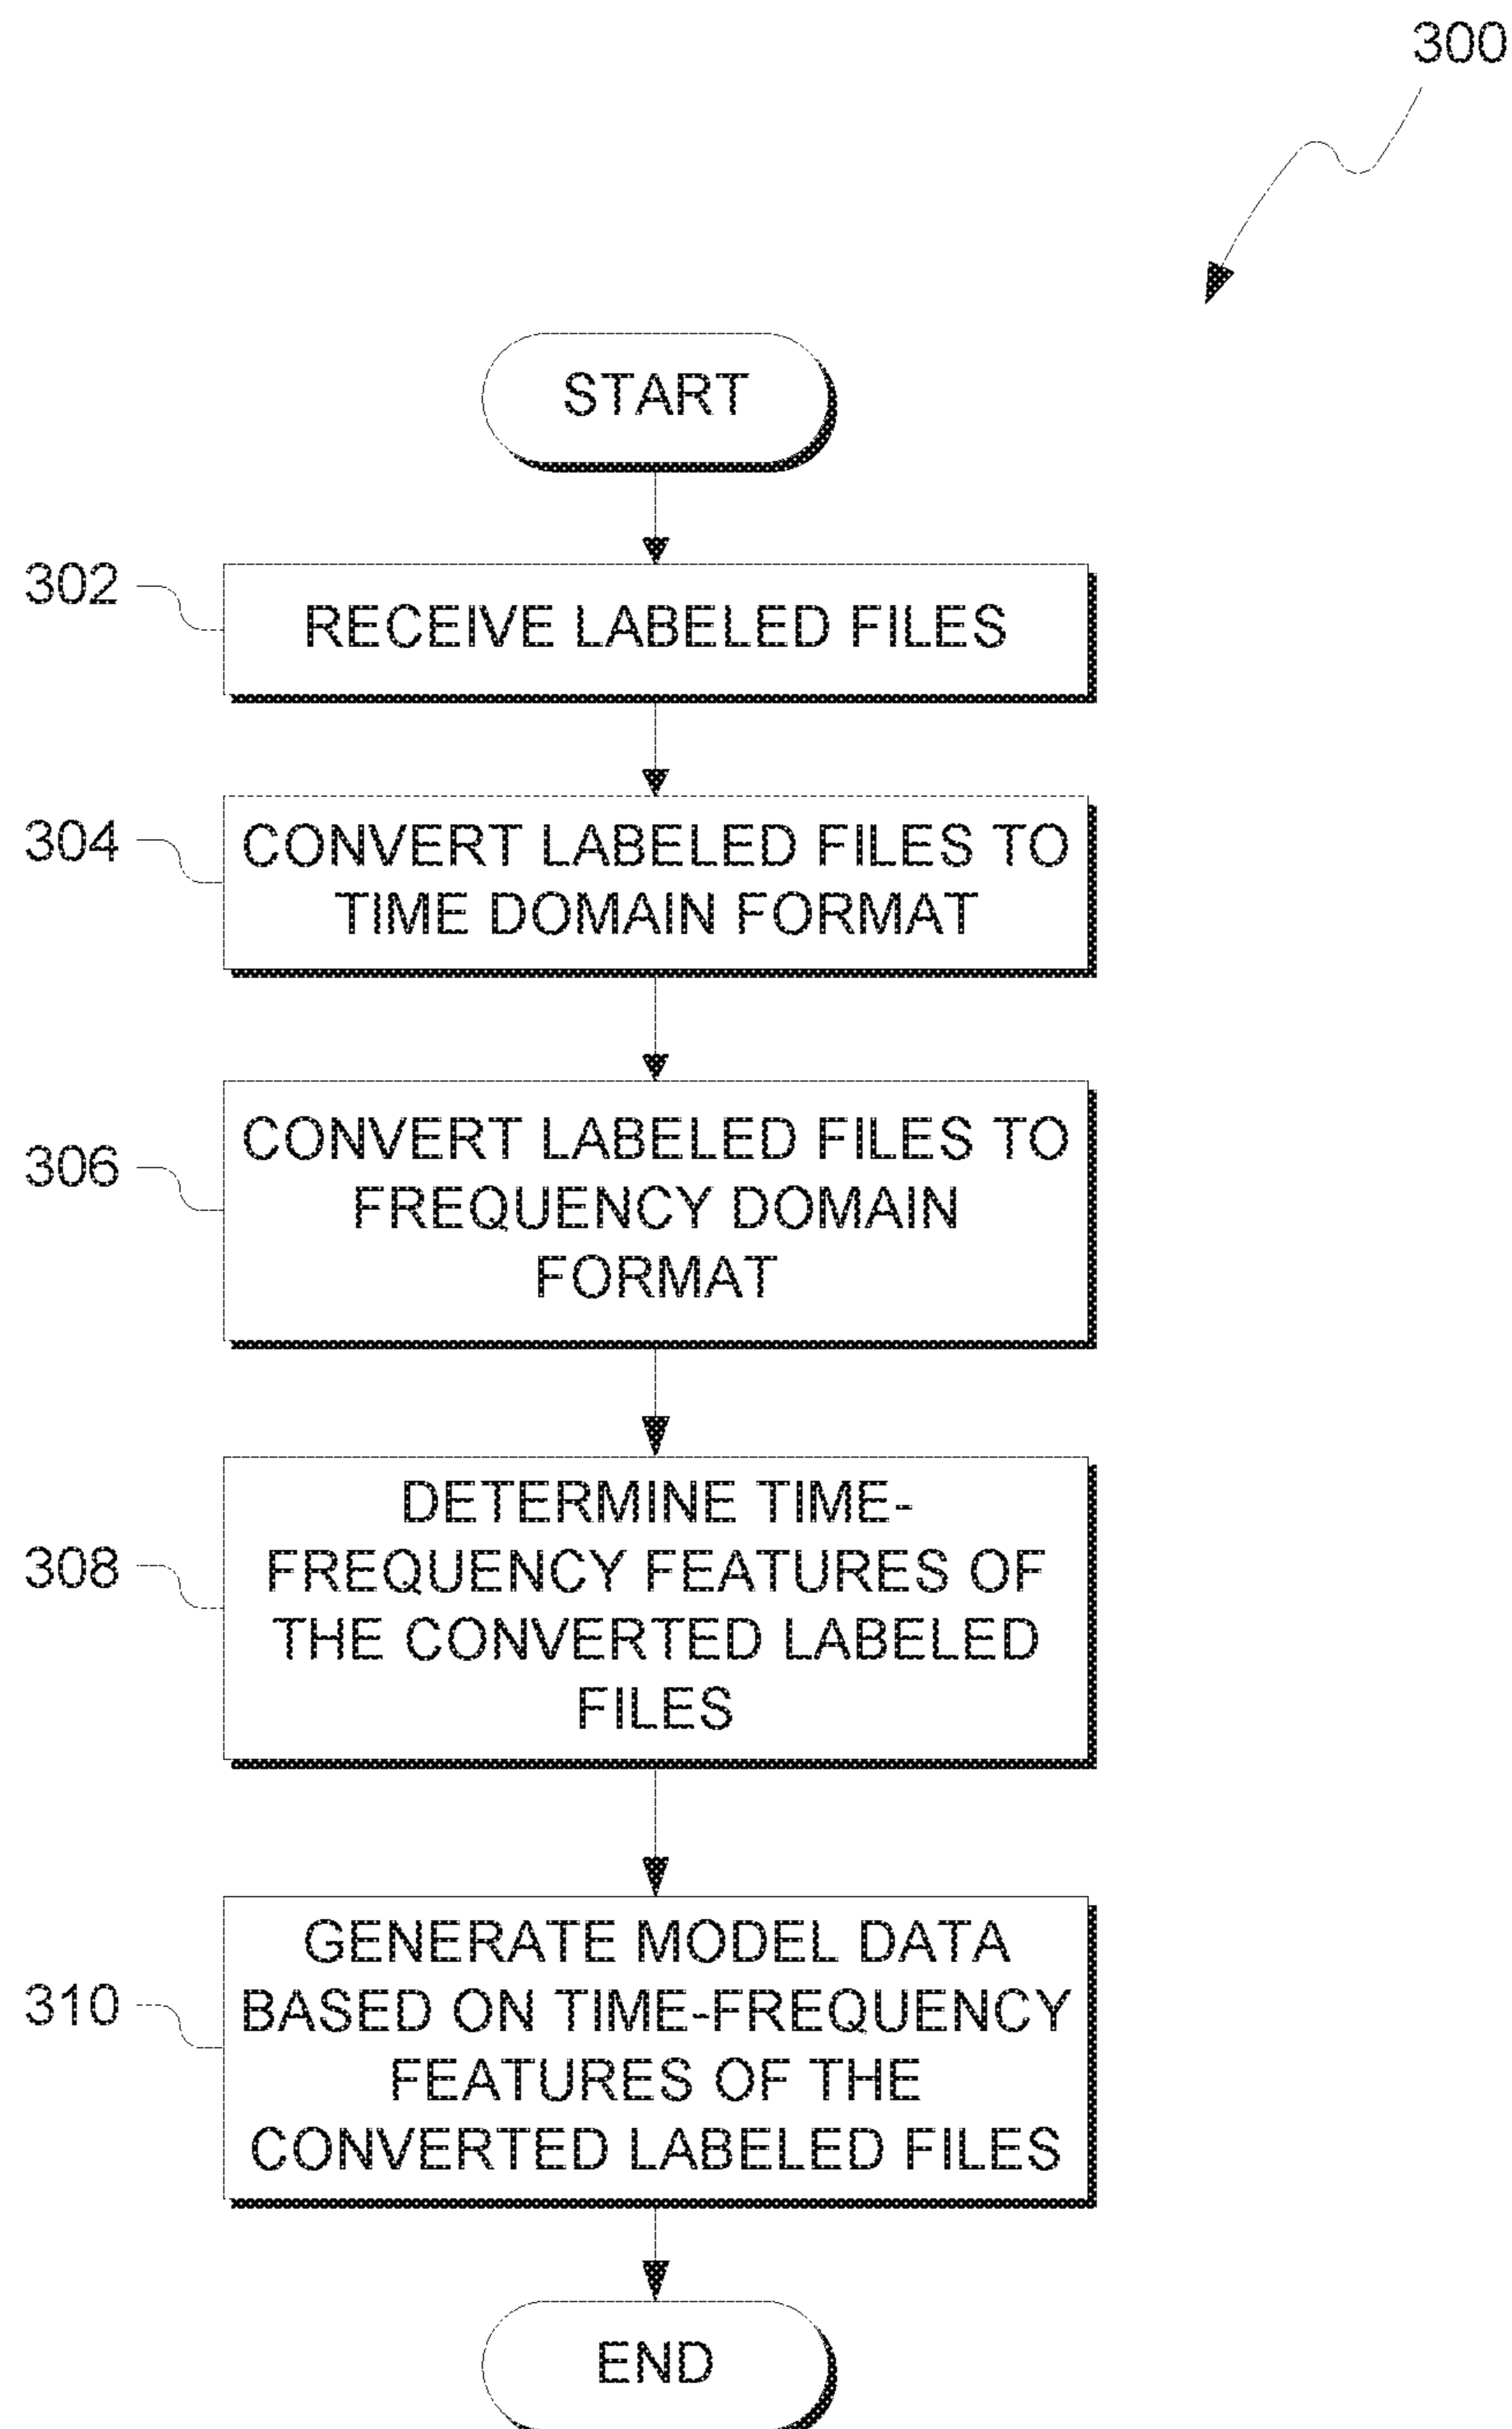 300
START
302
RECEIVE LABELED FILES
304
CONVERT LABELED FILES TO
TIME DOMAIN FORMAT
306
CONVERT LABELED FILES TO
FREQUENCY DOMAIN
FORMAT
308
DETERMINE TIME-
FREQUENCY FEATURES OF
THE CONVERTED LABELED
FILES
310
GENERATE MODEL DATA
BASED ON TIME-FREQUENCY
FEATURES OF THE
CONVERTED LABELED FILES
END